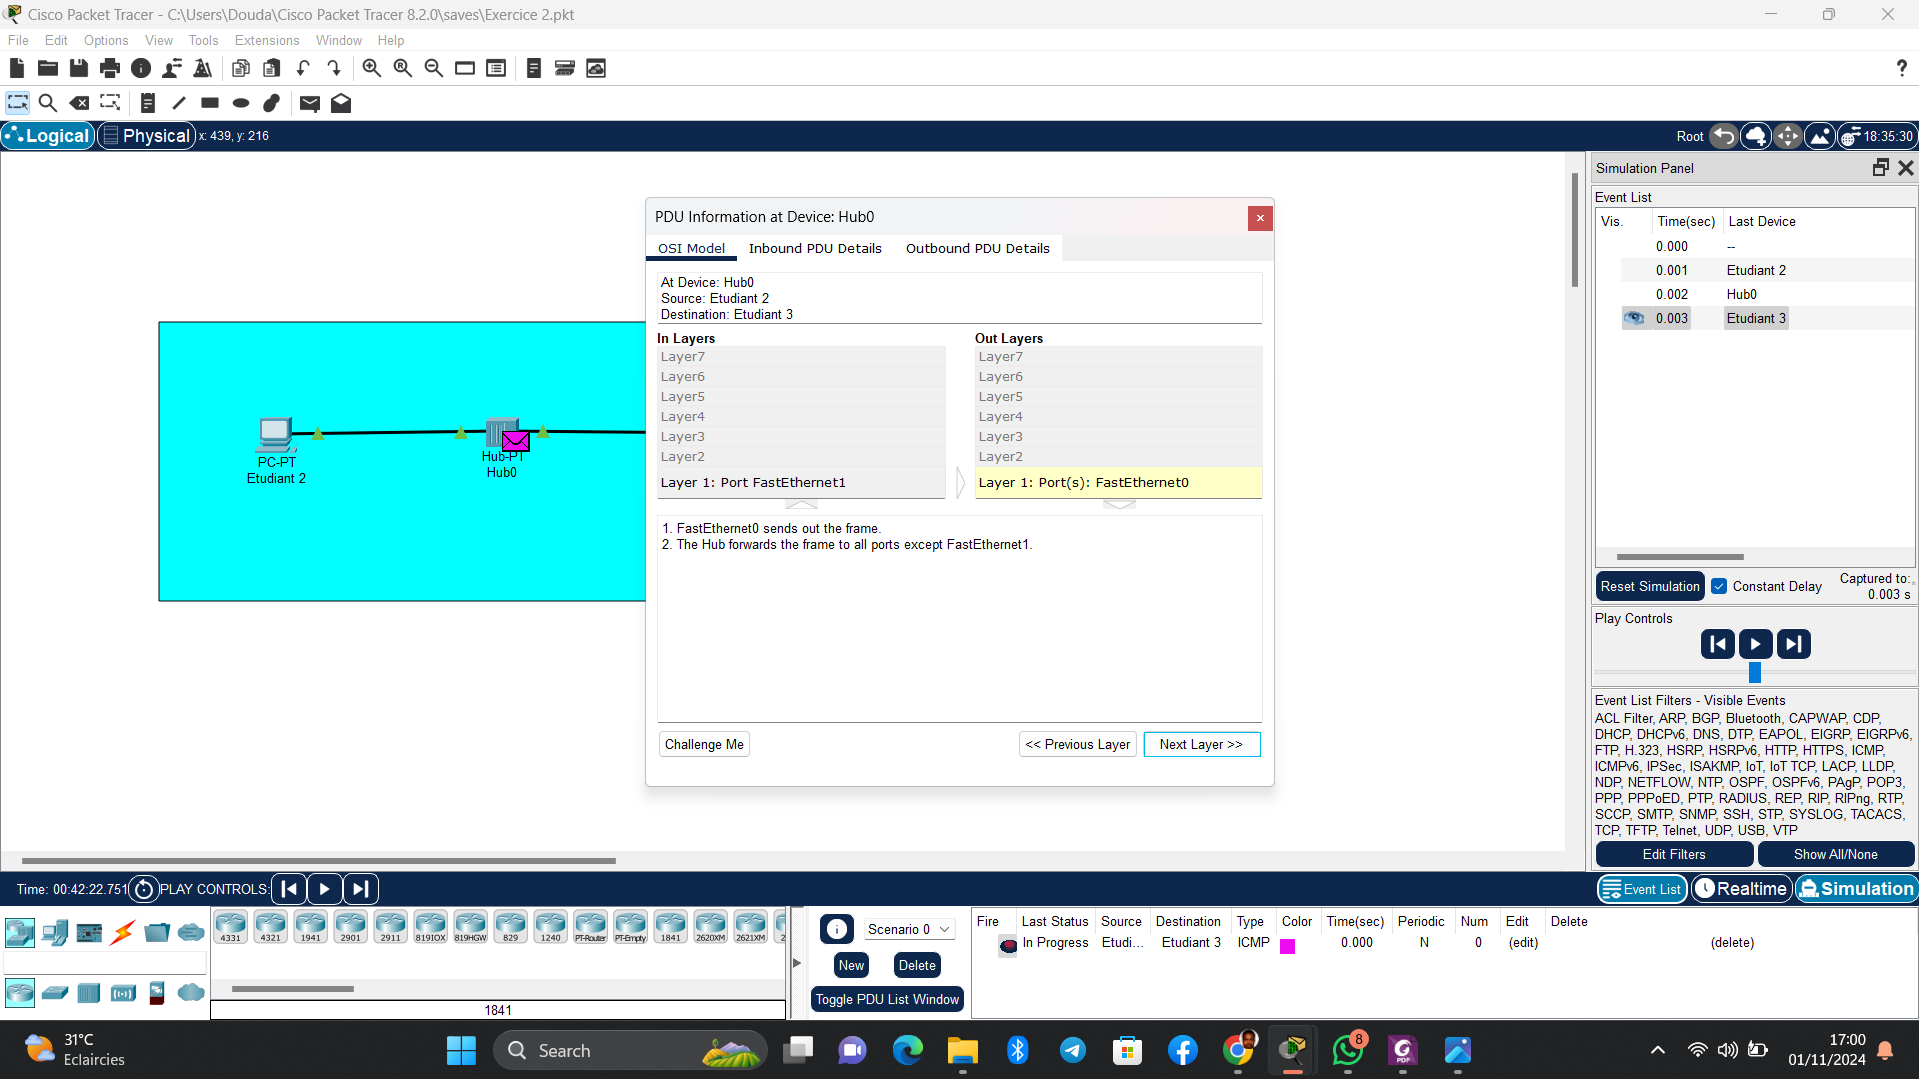 Cisco Packet Tracer - C:\Users\Douda\Cisco Packet Tracer 8.2.0\saves\Exercice 2.pkt
File Edit Options View Tools Extensions Window Help
?
Logical Physical x: 439, y: 216 Root 18:35:30
Simulation Panel
Event List
Vis. Time(sec) Last Device
0.000 --
0.001 Etudiant 2
0.002 Hub0
0.003 Etudiant 3
Reset Simulation Constant Delay Captured to:
0.003 s
Play Controls
Event List Filters - Visible Events
ACL Filter, ARP, BGP, Bluetooth, CAPWAP, CDP,
DHCP, DHCPv6, DNS, DTP, EAPOL, EIGRP, EIGRPv6,
FTP, H.323, HSRP, HSRPv6, HTTP, HTTPS, ICMP,
ICMPv6, IPSec, ISAKMP, IoT, IoT TCP, LACP, LLDP,
NDP, NETFLOW, NTP, OSPF, OSPFv6, PAgP, POP3,
PPP, PPPoED, PTP, RADIUS, REP, RIP, RIPng, RTP,
SCCP, SMTP, SNMP, SSH, STP, SYSLOG, TACACS,
TCP, TFTP, Telnet, UDP, USB, VTP
Edit Filters Show All/None
PC-PT
Etudiant 2
Hub-PT
Hub0
PDU Information at Device: Hub0
OSI Model Inbound PDU Details Outbound PDU Details
At Device: Hub0
Source: Etudiant 2
Destination: Etudiant 3
In Layers Out Layers
Layer7 Layer7
Layer6 Layer6
Layer5 Layer5
Layer4 Layer4
Layer3 Layer3
Layer2 Layer2
Layer 1: Port FastEthernet1 Layer 1: Port(s): FastEthernet0
1. FastEthernet0 sends out the frame.
2. The Hub forwards the frame to all ports except FastEthernet1.
Challenge Me << Previous Layer Next Layer >>
Time: 00:42:22.751 PLAY CONTROLS: Event List Realtime Simulation
4331 4321 1941 2901 2911 819IOX 819HGW 829 1240 PT-Router PT-Empty 1841 2620XM 2621XM
1841
Scenario 0
New Delete
Toggle PDU List Window
Fire Last Status Source Destination Type Color Time(sec) Periodic Num Edit Delete
In Progress Etudi... Etudiant 3 ICMP 0.000 N 0 (edit) (delete)
31°C
Eclaircies
Search
8
17:00
01/11/2024